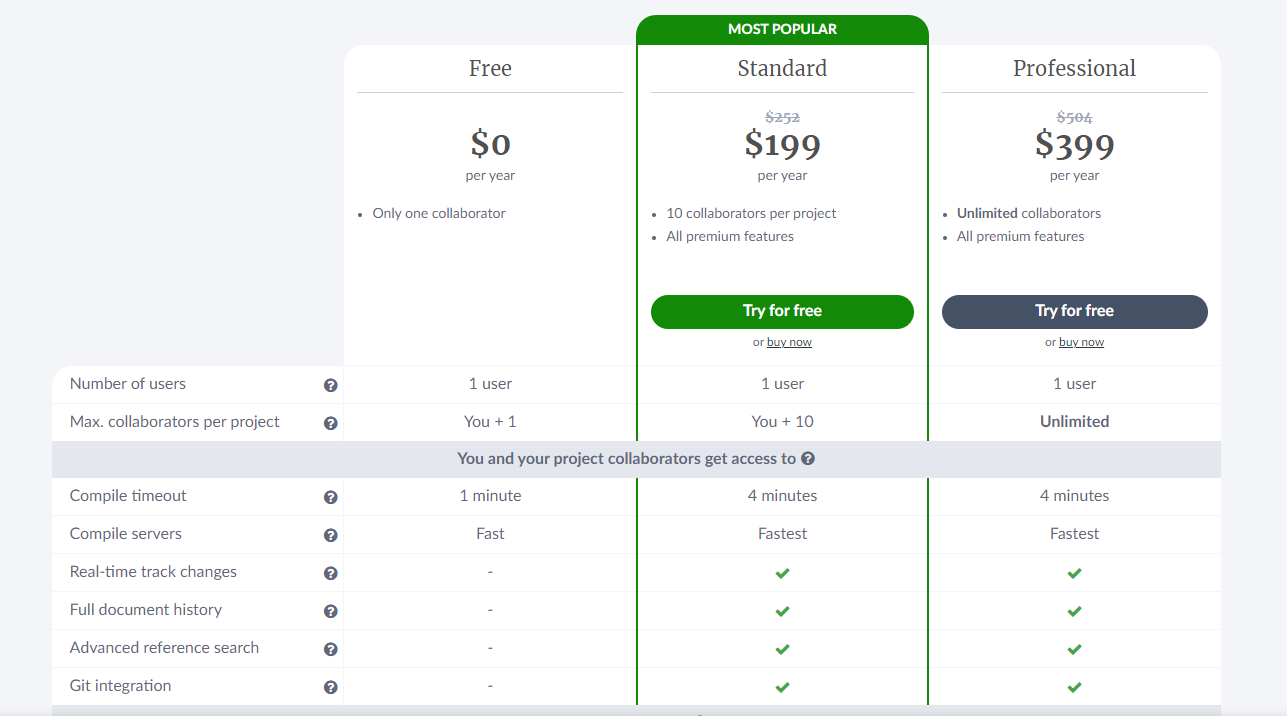 MOST POPULAR
Free Standard Professional
$252 $504
$0 $199 $399
per year per year per year
• Only one collaborator • 10 collaborators per project • Unlimited collaborators
• All premium features • All premium features
Try for free Try for free
or buy now or buy now
Number of users ? 1 user 1 user 1 user
Max. collaborators per project ? You + 1 You + 10 Unlimited
You and your project collaborators get access to ?
Compile timeout ? 1 minute 4 minutes 4 minutes
Compile servers ? Fast Fastest Fastest
Real-time track changes ? - ✔ ✔
Full document history ? - ✔ ✔
Advanced reference search ? - ✔ ✔
Git integration ? - ✔ ✔